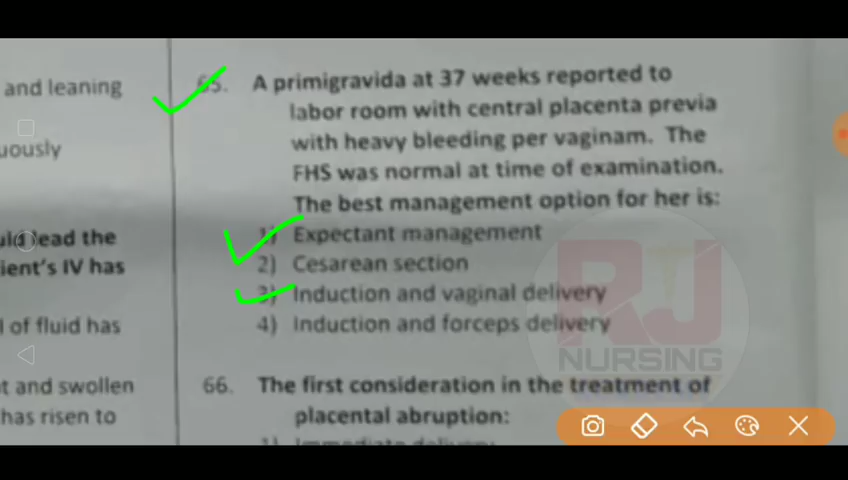 and leaning
uously
ead the
ient's IV has
l of fluid has
t and swollen
has risen to
65. A primigravida at 37 weeks reported to
labor room with central placenta previa
with heavy bleeding per vaginam. The
FHS was normal at time of examination.
The best management option for her is:
1) Expectant management
2) Cesarean section
3) Induction and vaginal delivery
4) Induction and forceps delivery
66. The first consideration in the treatment of
placental abruption:
1) Immediate delivery
RJ
NURSING